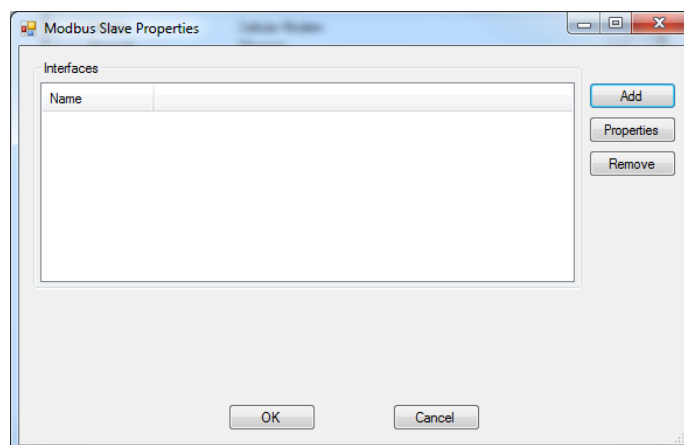 Modbus Slave Properties
Interfaces
Name
Add
Properties
Remove
OK
Cancel